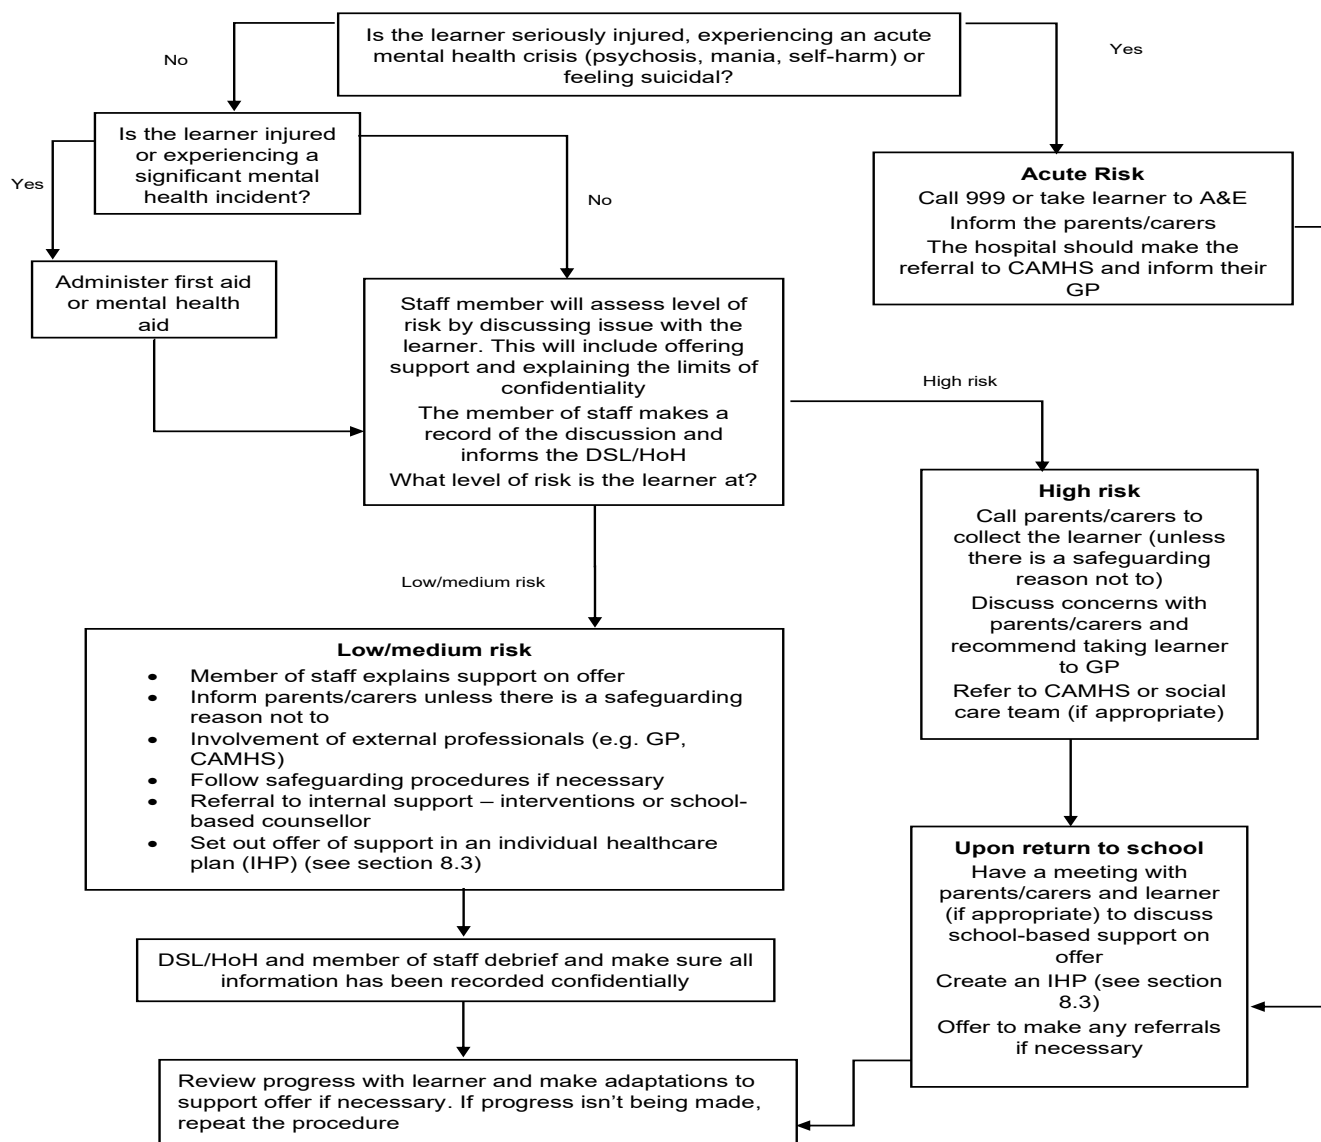 Is the learner seriously injured, experiencing an acute
mental health crisis (psychosis, mania, self-harm) or
feeling suicidal?
No
Yes
Is the learner injured
or experiencing a
significant mental
health incident?
Yes
No
Acute Risk
Call 999 or take learner to A&E
Inform the parents/carers
The hospital should make the
referral to CAMHS and inform their
GP
Administer first aid
or mental health
aid
Staff member will assess level of
risk by discussing issue with the
learner. This will include offering
support and explaining the limits of
confidentiality
The member of staff makes a
record of the discussion and
informs the DSL/HoH
What level of risk is the learner at?
High risk
High risk
Call parents/carers to
collect the learner (unless
there is a safeguarding
reason not to)
Discuss concerns with
parents/carers and
recommend taking learner
to GP
Refer to CAMHS or social
care team (if appropriate)
Low/medium risk
Low/medium risk
• Member of staff explains support on offer
• Inform parents/carers unless there is a safeguarding
reason not to
• Involvement of external professionals (e.g. GP,
CAMHS)
• Follow safeguarding procedures if necessary
• Referral to internal support – interventions or school-
based counsellor
• Set out offer of support in an individual healthcare
plan (IHP) (see section 8.3)
Upon return to school
Have a meeting with
parents/carers and learner
(if appropriate) to discuss
school-based support on
offer
Create an IHP (see section
8.3)
Offer to make any referrals
if necessary
DSL/HoH and member of staff debrief and make sure all
information has been recorded confidentially
Review progress with learner and make adaptations to
support offer if necessary. If progress isn’t being made,
repeat the procedure